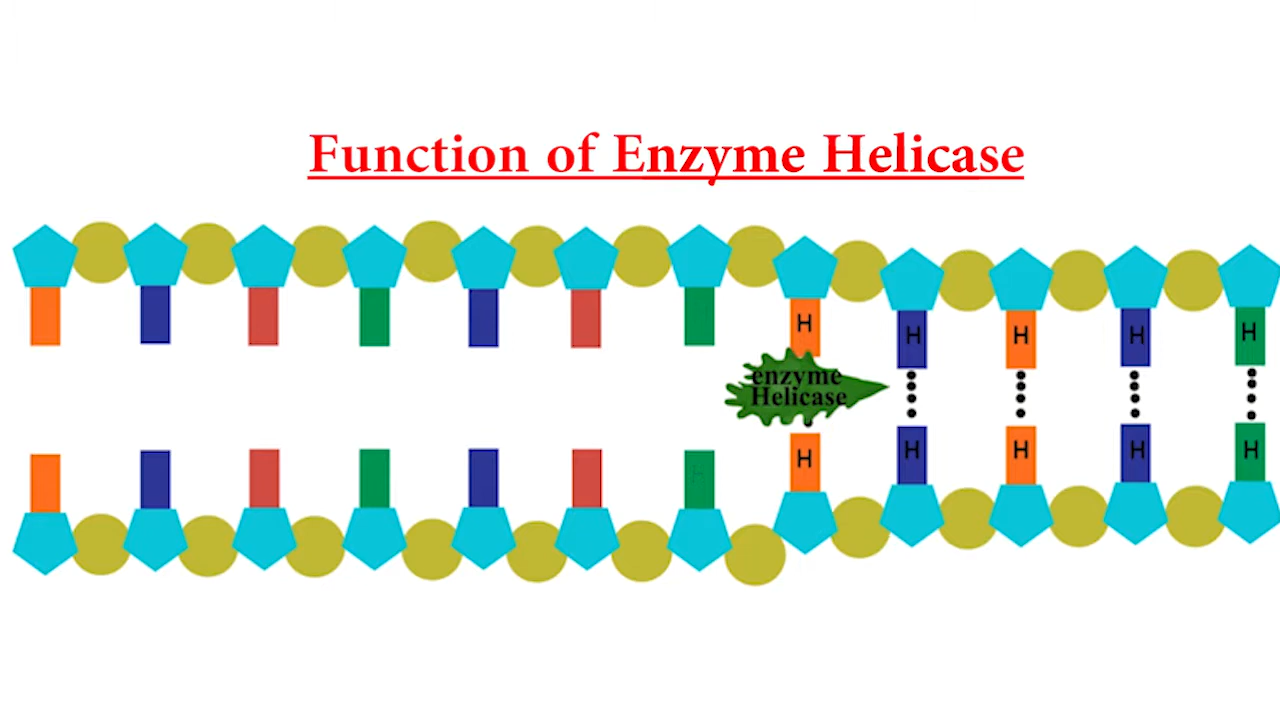 Function of Enzyme Helicase
H H H H H
enzyme
Helicase
H H H H H H